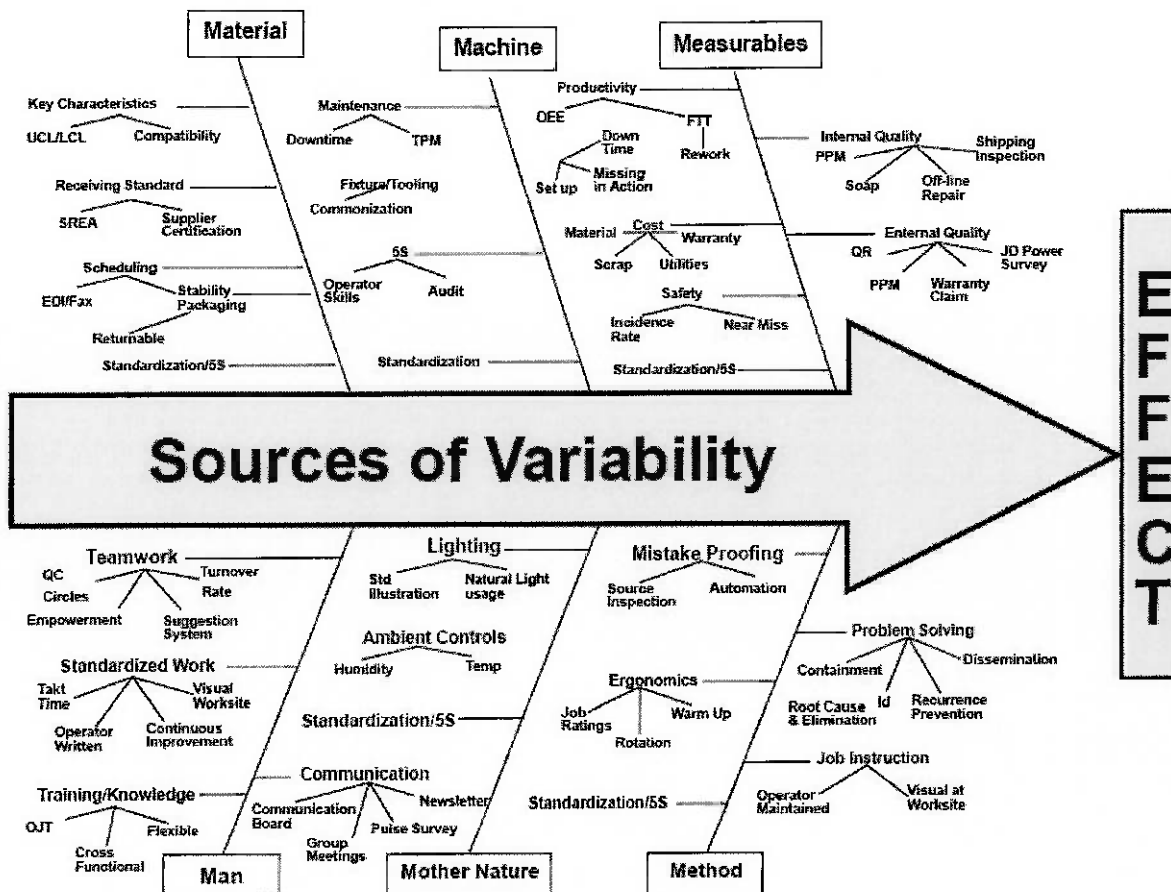 Material
Machine
Measurables
Key Characteristics
UCL/LCL
Compatibility
Receiving Standard
SREA
Supplier
Certification
Scheduling
EDI/Fax
Stability
Packaging
Returnable
Standardization/5S
Maintenance
Downtime
TPM
Fixture/Tooling
Commonization
5S
Operator
Skills
Audit
Standardization
Productivity
OEE
FTT
Down
Time
Rework
Set up
Missing
in Action
Material
Cost
Warranty
Scrap
Utilities
Safety
Incidence
Rate
Near Miss
Standardization/5S
Internal Quality
PPM
Shipping
Inspection
Soap
Off-line
Repair
Enternal Quality
QR
JD Power
Survey
PPM
Warranty
Claim
Sources of Variability
EFFECT
Teamwork
QC
Circles
Turnover
Rate
Empowerment
Suggestion
System
Standardized Work
Takt
Time
Visual
Worksite
Operator
Written
Continuous
Improvement
Training/Knowledge
OJT
Flexible
Cross
Functional
Lighting
Std
Illustration
Natural Light
usage
Ambient Controls
Humidity
Temp
Standardization/5S
Communication
Communication
Board
Newsletter
Group
Meetings
Pulse Survey
Mistake Proofing
Source
Inspection
Automation
Ergonomics
Job
Ratings
Warm Up
Rotation
Standardization/5S
Problem Solving
Containment
Dissemination
Root Cause
& Elimination
Id
Recurrence
Prevention
Job Instruction
Operator
Maintained
Visual at
Worksite
Man
Mother Nature
Method